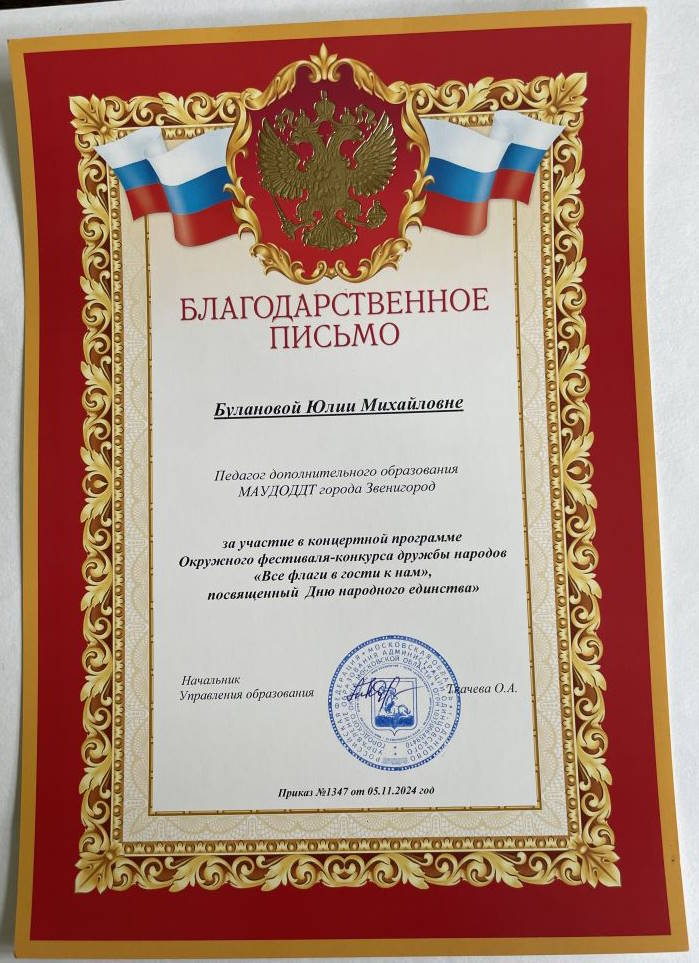 БЛАГОДАРСТВЕННОЕ
ПИСЬМО
Булановой Юлии Михайловне
Педагог дополнительного образования
МАУДОДДТ города Звенигород
за участие в концертной программе
Окружного фестиваля-конкурса дружбы народов
«Все флаги в гости к нам»,
посвященный Дню народного единства»
Начальник
Управления образования
Ткачева О.А.
Приказ №1347 от 05.11.2024 год